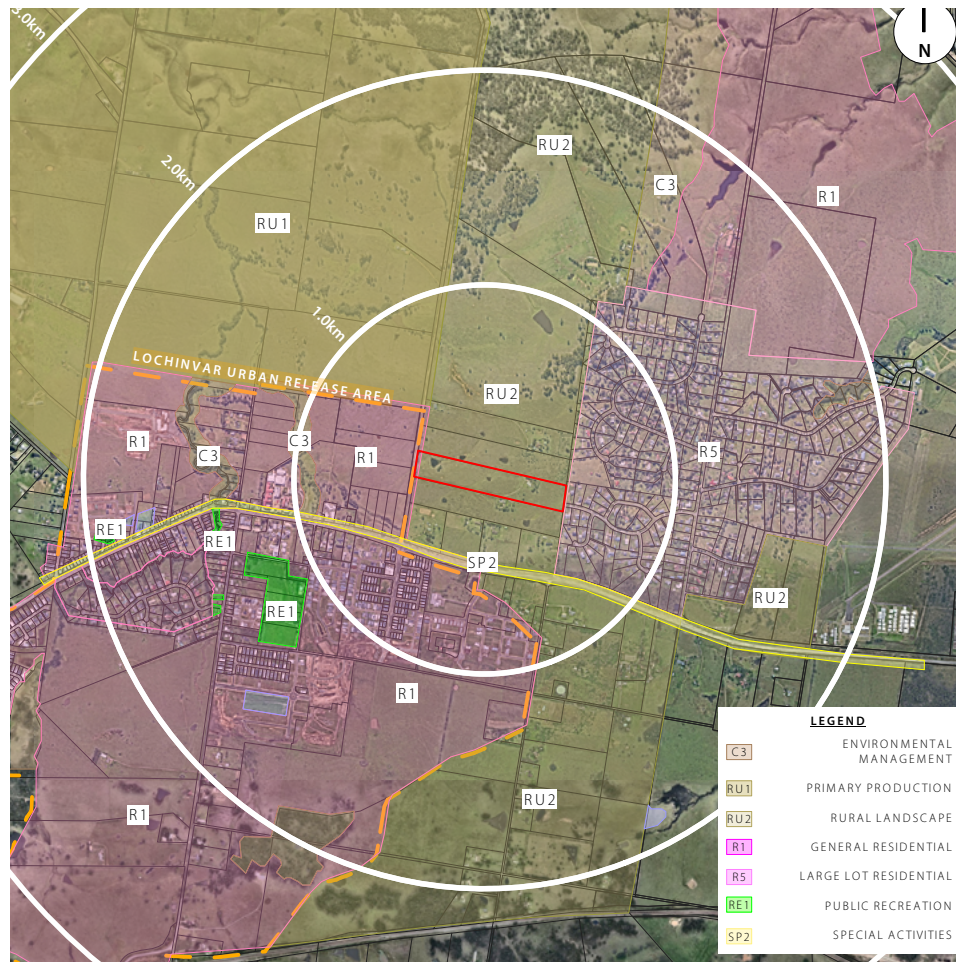 3.0km
N
RU2
2.0km
C3
R1
RU1
1.0km
LOCHINVAR URBAN RELEASE AREA
RU2
R1
C3
C3
R1
R5
RE1
RE1
SP2
RU2
RE1
R1
RU2
R1
LEGEND
C3 ENVIRONMENTAL
MANAGEMENT
RU1 PRIMARY PRODUCTION
RU2 RURAL LANDSCAPE
R1 GENERAL RESIDENTIAL
R5 LARGE LOT RESIDENTIAL
RE1 PUBLIC RECREATION
SP2 SPECIAL ACTIVITIES